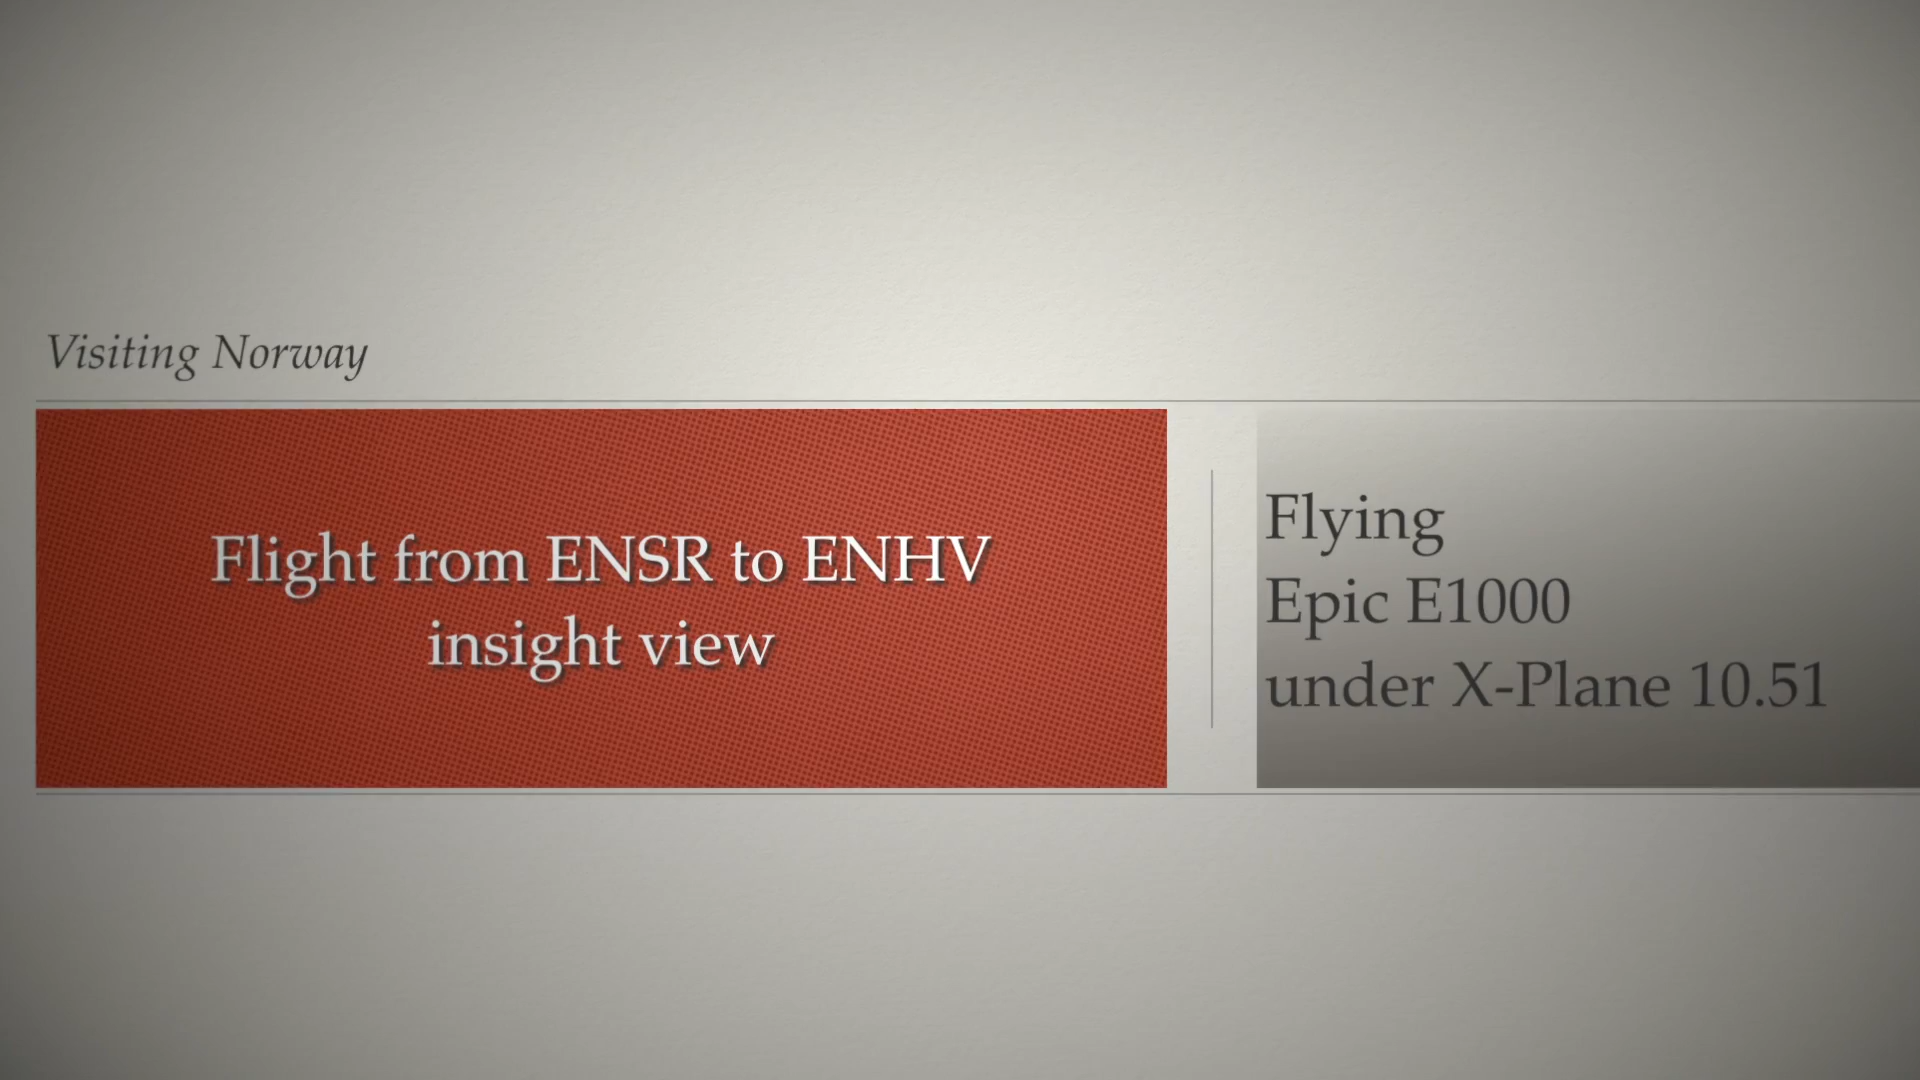 Visiting Norway
Flight from ENSR to ENHV
insight view
Flying
Epic E1000
under X-Plane 10.51